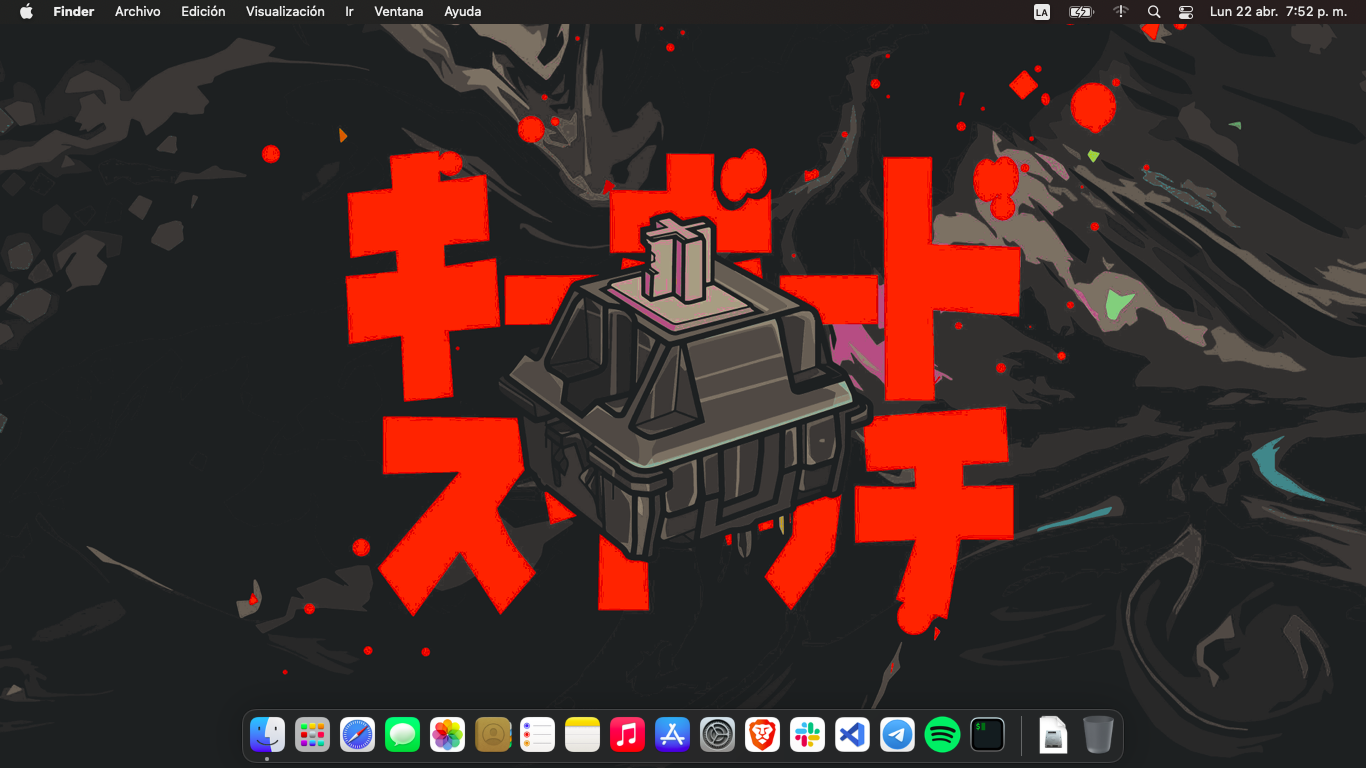 Finder Archivo Edición Visualización Ir Ventana Ayuda LA Lun 22 abr. 7:52 p. m.
キーボード
スイッチ